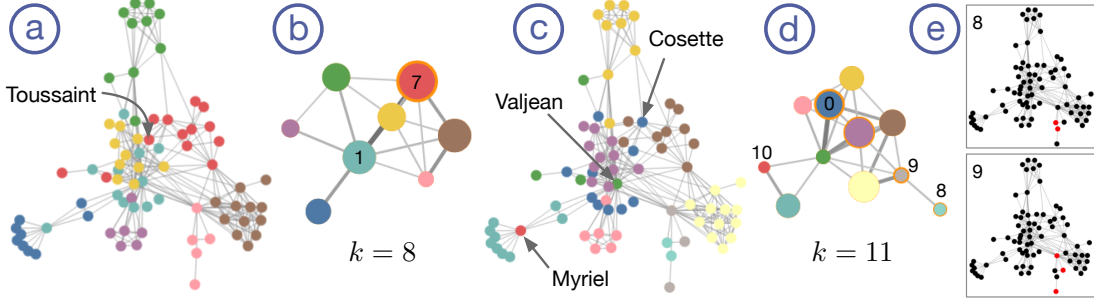 a
Toussaint
b
7
1
k = 8
c
Cosette
Valjean
Myriel
d
0
10
9
8
k = 11
e
8
9